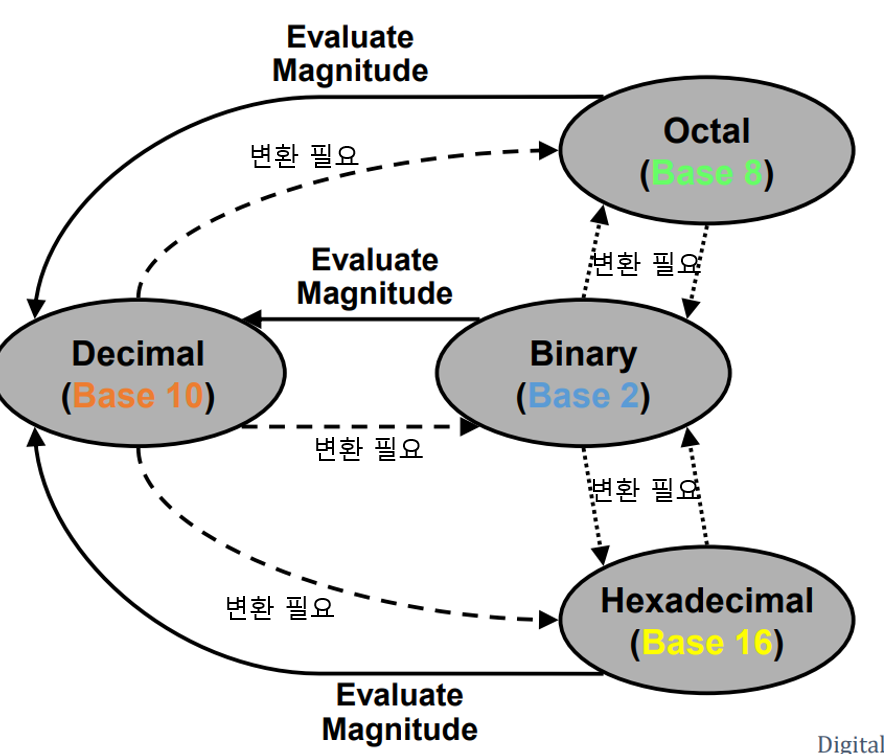 Evaluate
Magnitude
변환 필요
Octal
(Base 8)
변환 필요
Evaluate
Magnitude
Decimal
(Base 10)
Binary
(Base 2)
변환 필요
변환 필요
변환 필요
Hexadecimal
(Base 16)
Evaluate
Magnitude
Digital